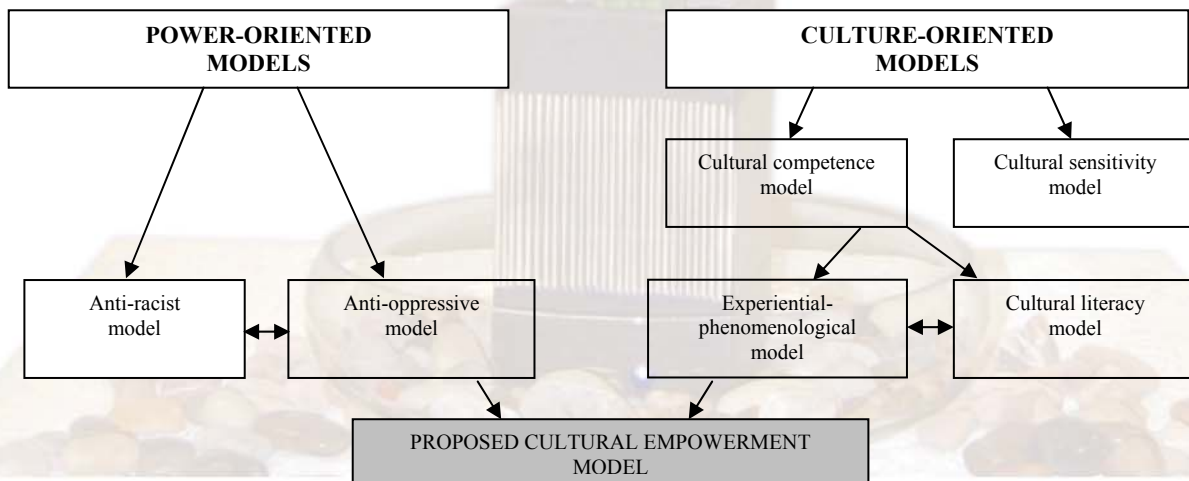 POWER-ORIENTED
MODELS
CULTURE-ORIENTED
MODELS
Cultural competence
model
Cultural sensitivity
model
Anti-racist
model
Anti-oppressive
model
Experiential-
phenomenological
model
Cultural literacy
model
PROPOSED CULTURAL EMPOWERMENT
MODEL